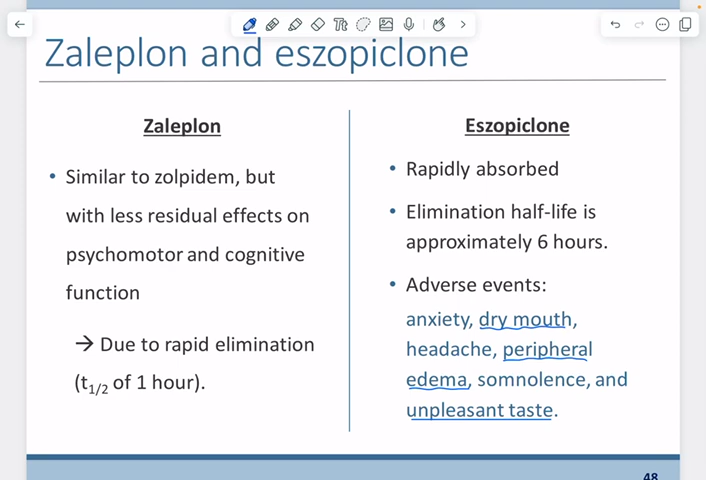 Tt
Zaleplon and eszopiclone
Zaleplon
• Similar to zolpidem, but
with less residual effects on
psychomotor and cognitive
function
→ Due to rapid elimination
(t1/2 of 1 hour).
Eszopiclone
• Rapidly absorbed
• Elimination half-life is
approximately 6 hours.
• Adverse events:
anxiety, dry mouth,
headache, peripheral
edema, somnolence, and
unpleasant taste.
48